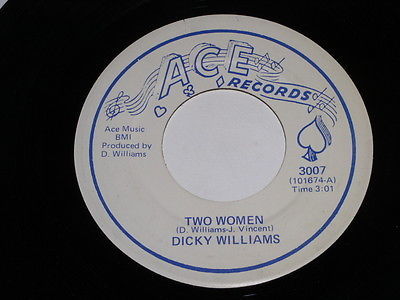 ACE
RECORDS
Ace Music
BMI
Produced by
D. Williams
3007
(101674-A)
Time 3:01
TWO WOMEN
(D. Williams-J. Vincent)
DICKY WILLIAMS